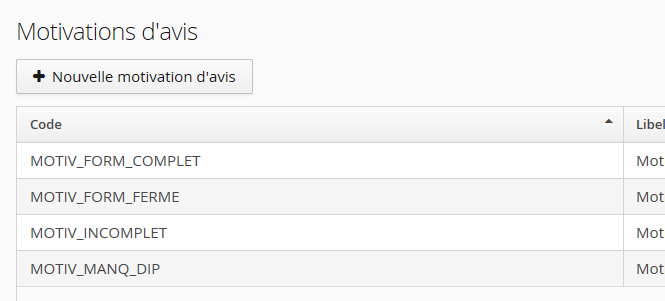 Motivations d'avis
Nouvelle motivation d'avis
Code
MOTIV_FORM_COMPLET
MOTIV_FORM_FERME
MOTIV_INCOMPLET
MOTIV_MANQ_DIP